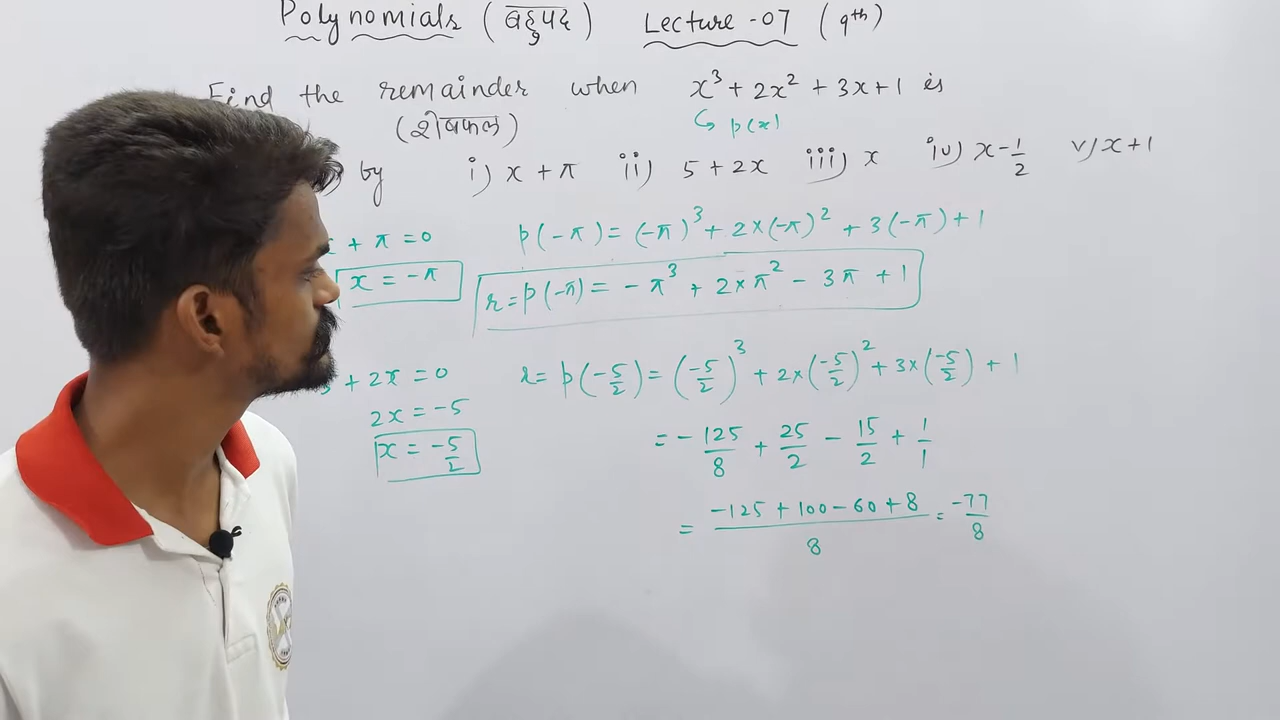 Polynomials (बहुपद) Lecture-07 (9th)
Find the remainder when x³ + 2x² + 3x + 1 is
(शेषफल) ↳ p(x)
by i) x + π ii) 5 + 2x iii) x iv) x - 1/2 v) x + 1
+ π = 0 p(-π) = (-π)³ + 2×(-π)² + 3(-π) + 1
x = -π r = p(-π) = -π³ + 2×π² - 3π + 1
+ 2x = 0 r = p(-5/2) = (-5/2)³ + 2×(-5/2)² + 3×(-5/2) + 1
2x = -5
x = -5/2 = -125/8 + 25/2 - 15/2 + 1/1
= (-125 + 100 - 60 + 8)/8 = -77/8